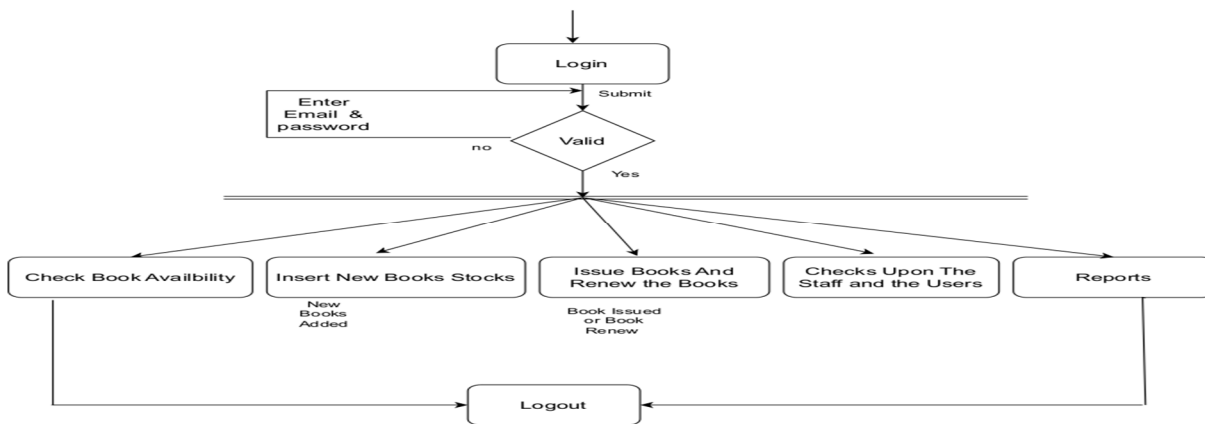 Login
Submit
Enter
Email &
password
Valid
no
Yes
Check Book Availbility
Insert New Books Stocks
Issue Books And
Renew the Books
Checks Upon The
Staff and the Users
Reports
New
Books
Added
Book Issued
or Book
Renew
Logout